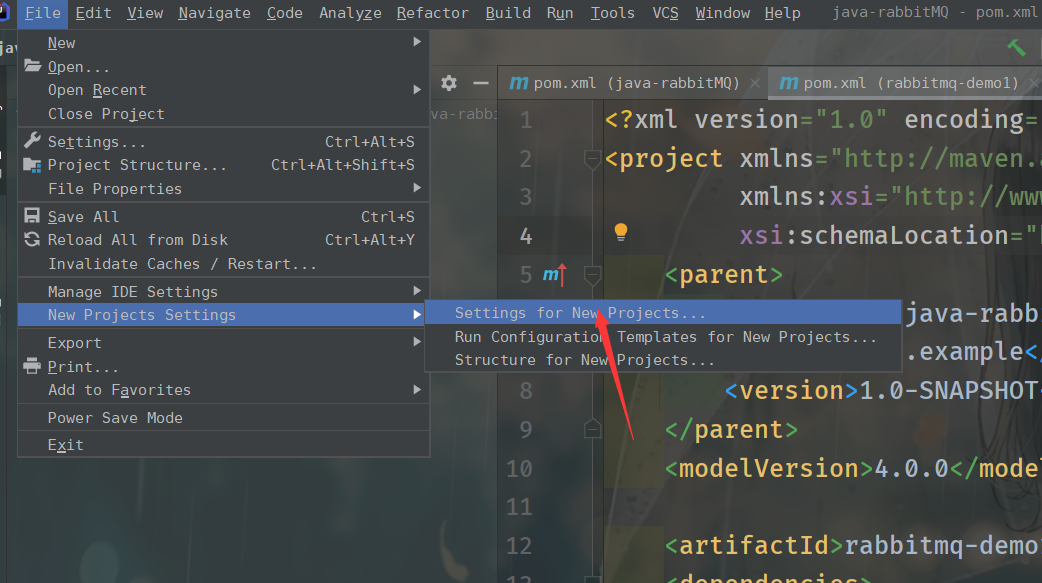 File Edit View Navigate Code Analyze Refactor Build Run Tools VCS Window Help java-rabbitMQ - pom.xml
New
Open...
Open Recent
Close Project
Settings... Ctrl+Alt+S
Project Structure... Ctrl+Alt+Shift+S
File Properties
Save All Ctrl+S
Reload All from Disk Ctrl+Alt+Y
Invalidate Caches / Restart...
Manage IDE Settings
New Projects Settings
Export
Print...
Add to Favorites
Power Save Mode
Exit
Settings for New Projects...
Run Configuration Templates for New Projects...
Structure for New Projects...
pom.xml (java-rabbitMQ) pom.xml (rabbitmq-demo1)
1 <?xml version="1.0" encoding=
2 <project xmlns="http://maven.
3 xmlns:xsi="http://www
4 xsi:schemaLocation="
5 <parent>
java-rabb
.example</
8 <version>1.0-SNAPSHOT
9 </parent>
10 <modelVersion>4.0.0</model
11
12 <artifactId>rabbitmq-demo
13 <dependencies>